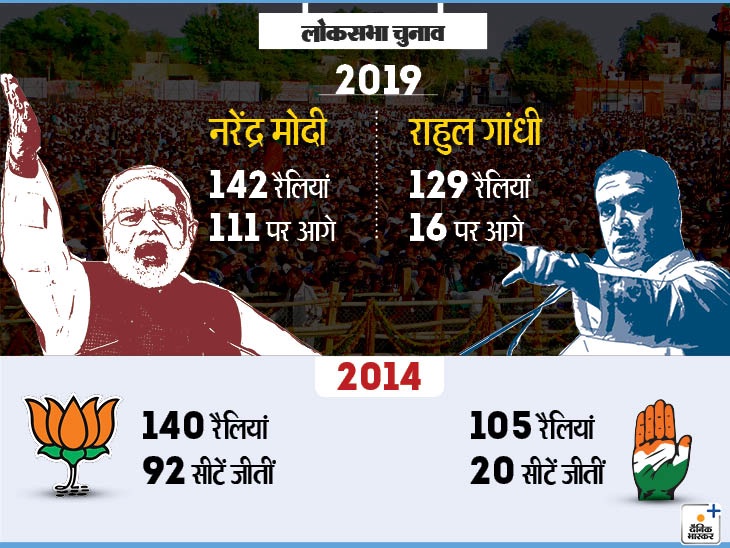 लोकसभा चुनाव
2019
नरेंद्र मोदी
142 रैलियां
111 पर आगे
राहुल गांधी
129 रैलियां
16 पर आगे
2014
140 रैलियां
92 सीटें जीतीं
105 रैलियां
20 सीटें जीतीं
दैनिक
भास्कर
+